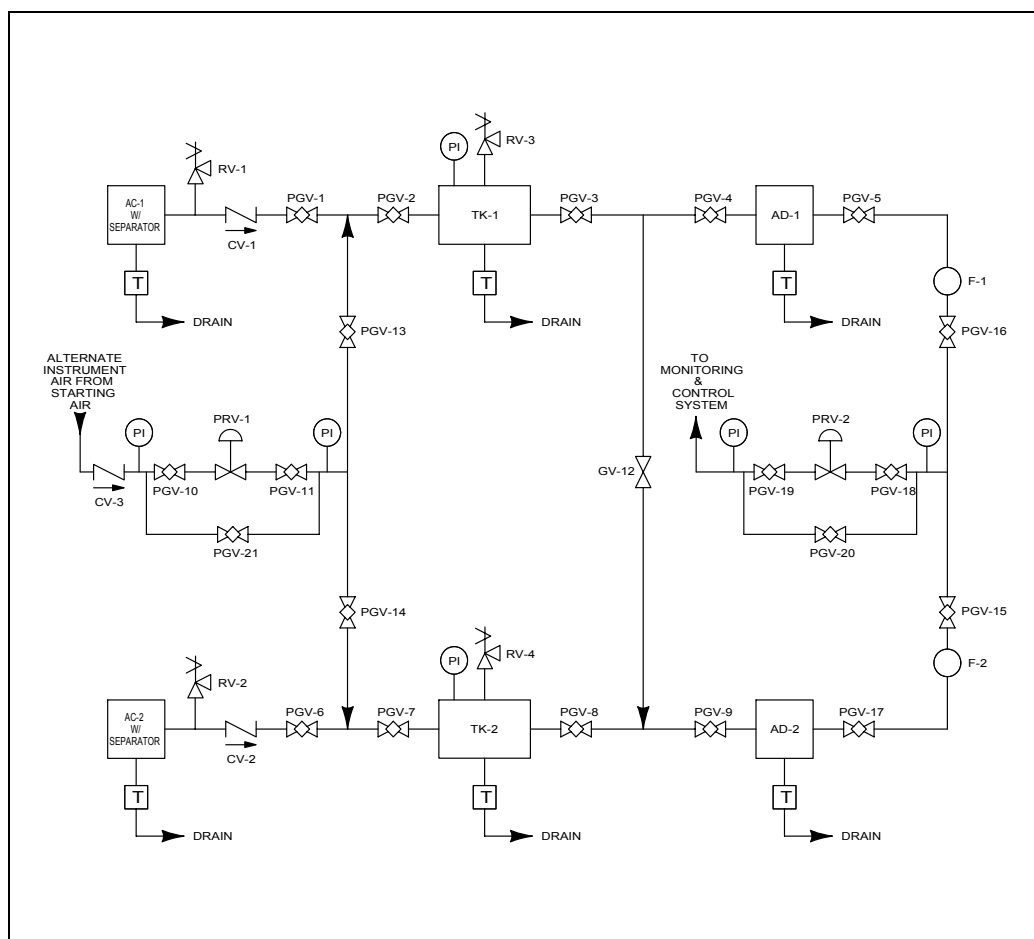 PI
RV-3
RV-1
AC-1
W/
SEPARATOR
PGV-1
PGV-2
TK-1
PGV-3
PGV-4
AD-1
PGV-5
CV-1
T
T
T
F-1
DRAIN
DRAIN
DRAIN
PGV-13
PGV-16
ALTERNATE
INSTRUMENT
AIR FROM
STARTING
AIR
TO
MONITORING
&
CONTROL
SYSTEM
PI
PRV-1
PI
PI
PRV-2
PI
CV-3
PGV-10
PGV-11
GV-12
PGV-19
PGV-18
PGV-21
PGV-20
PGV-14
PGV-15
PI
RV-4
F-2
RV-2
AC-2
W/
SEPARATOR
PGV-6
PGV-7
TK-2
PGV-8
PGV-9
AD-2
PGV-17
CV-2
T
T
T
DRAIN
DRAIN
DRAIN